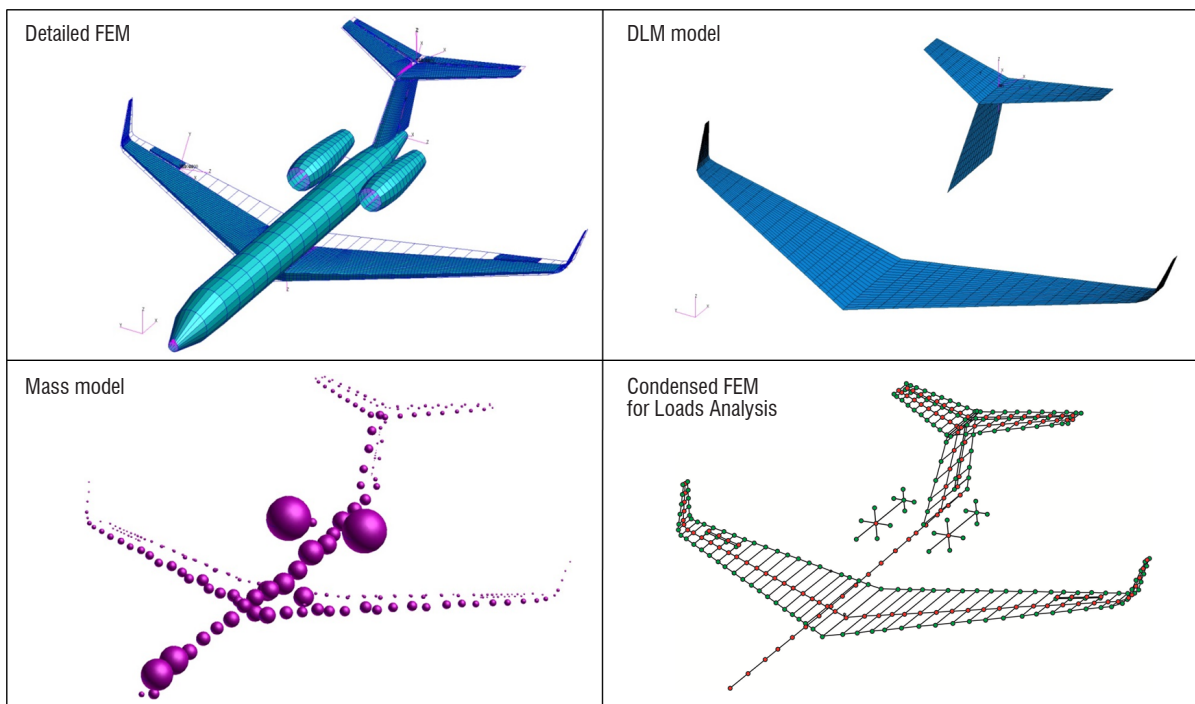 Detailed FEM
DLM model
Mass model
Condensed FEM
for Loads Analysis